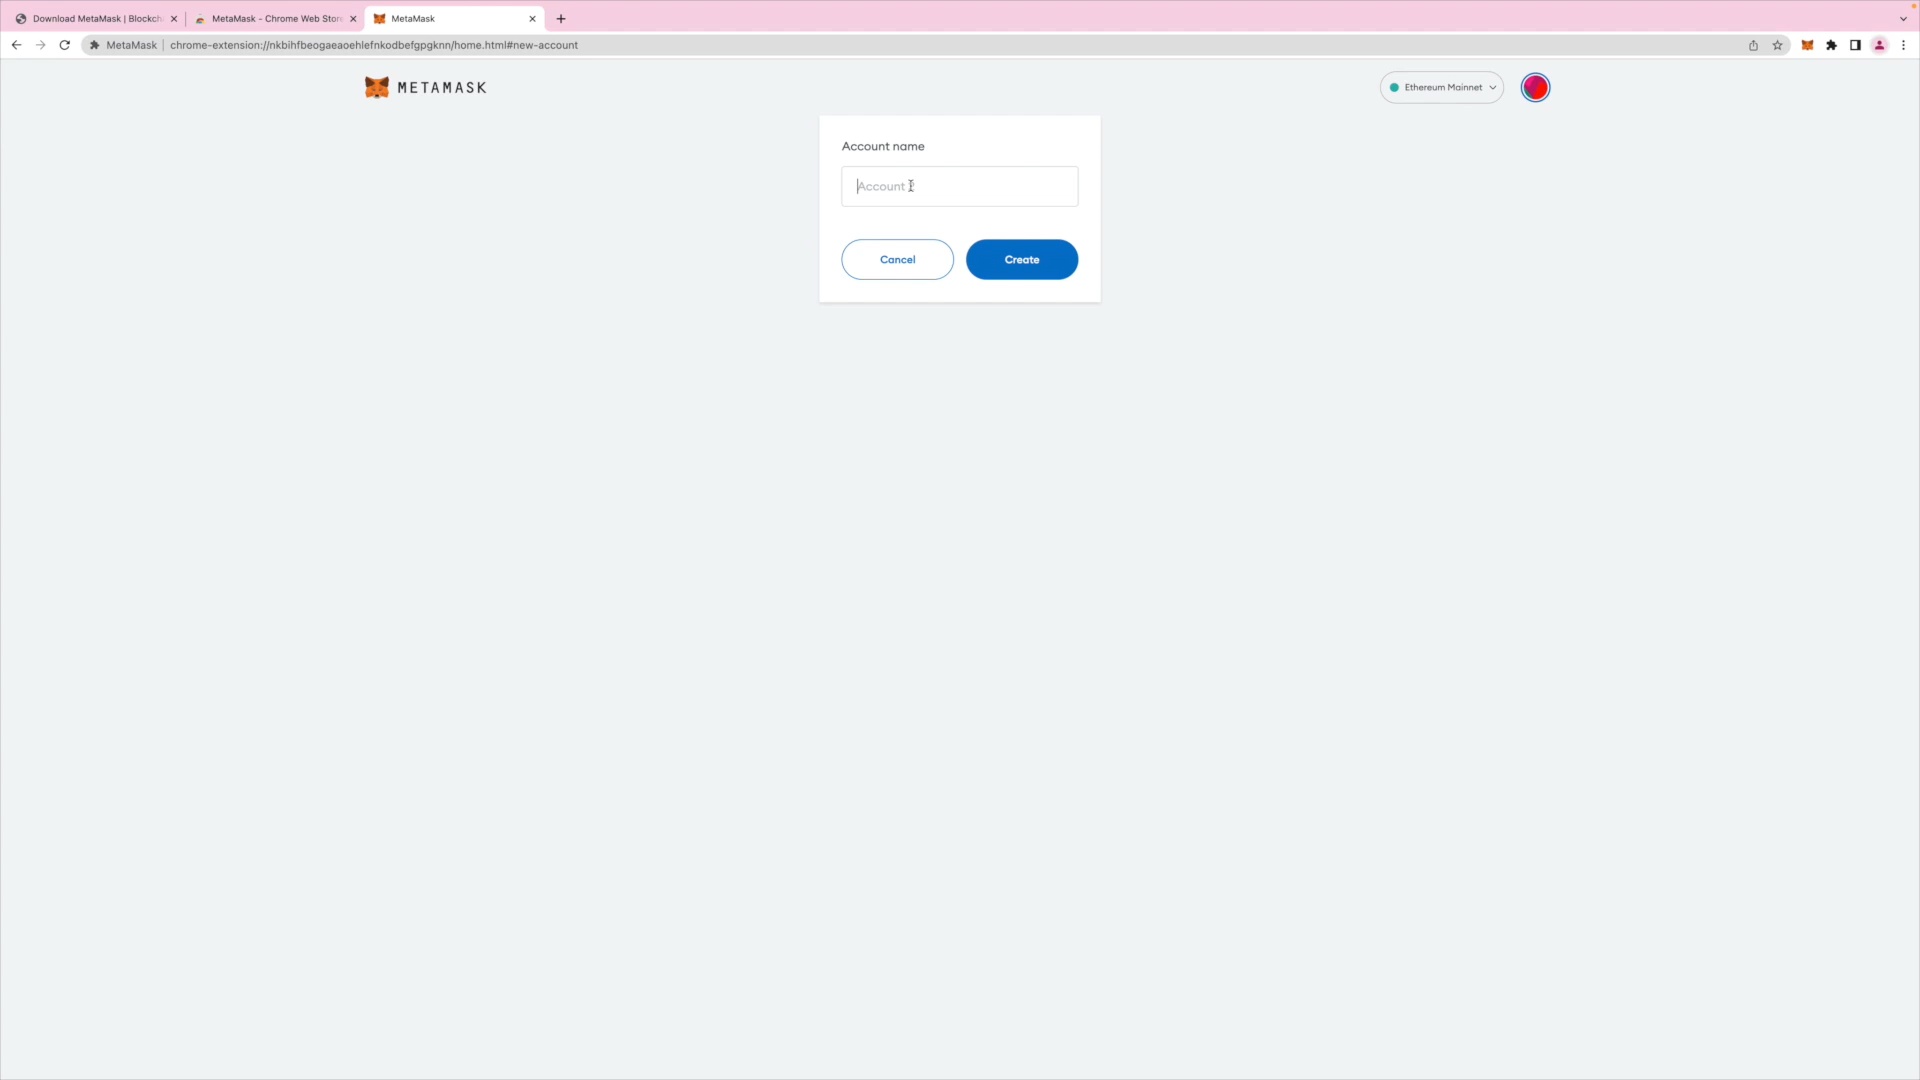 Download MetaMask | Blockch
MetaMask - Chrome Web Store
MetaMask
MetaMask
chrome-extension://nkbihfbeogaeaoehlefnkodbefgpgknn/home.html#new-account
METAMASK
Ethereum Mainnet
Account name
Account
Cancel
Create